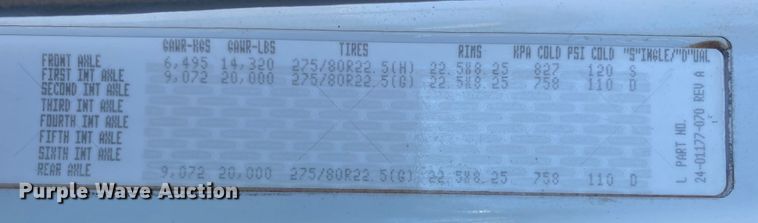 GAWR-KGS GAWR-LBS TIRES RIMS KPA COLD PSI COLD "S"INGLE/"D"UAL
FRONT AXLE 6,495 14,320 275/80R22.5(H) 22.5X8.25 827 120 S
FIRST INT AXLE 9,072 20,000 275/80R22.5(G) 22.5X8.25 758 110 D
SECOND INT AXLE
THIRD INT AXLE
FOURTH INT AXLE
FIFTH INT AXLE
SIXTH INT AXLE
REAR AXLE 9,072 20,000 275/80R22.5(G) 22.5X8.25 758 110 D
L PART NO.
24-01177-070 REV A
Purple Wave Auction